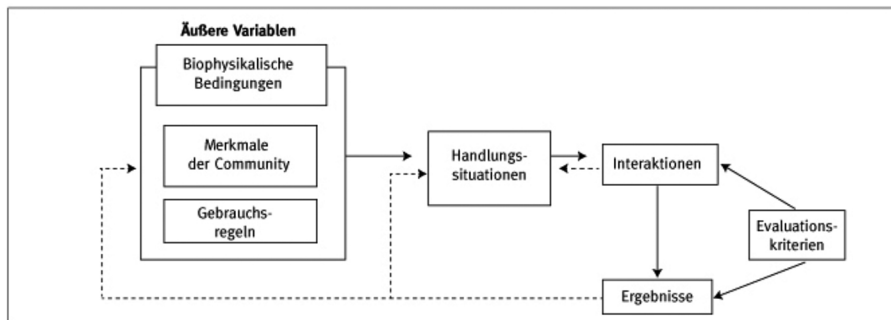 Äußere Variablen
Biophysikalische
Bedingungen
Merkmale
der Community
Gebrauchs-
regeln
Handlungs-
situationen
Interaktionen
Evaluations-
kriterien
Ergebnisse